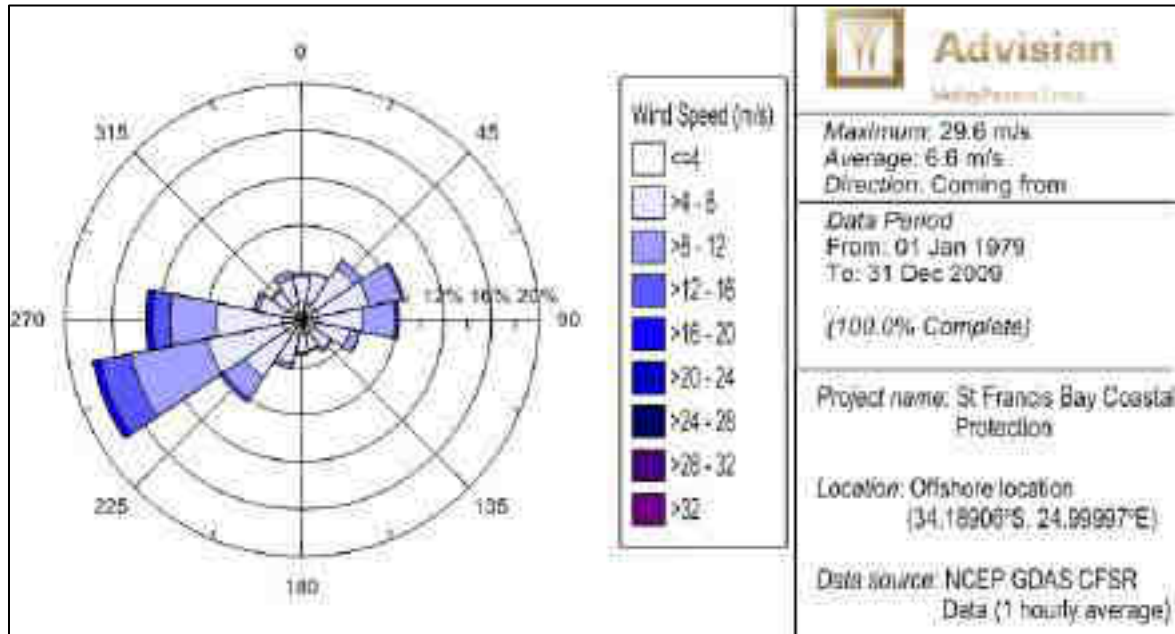 0
45
90
135
180
225
270
315
12% 16% 20%
Wind Speed (m/s)
<=4
>4 - 8
>8 - 12
>12 - 16
>16 - 20
>20 - 24
>24 - 28
>28 - 32
>32
Advisian
Maximum: 29.6 m/s
Average: 6.6 m/s
Direction: Coming from
Data Period
From: 01 Jan 1979
To: 31 Dec 2009
(100.0% Complete)
Project name: St Francis Bay Coastal
Protection
Location: Offshore location
(34.18906°S, 24.99997°E)
Data source: NCEP GDAS CFSR
Data (1 hourly average)